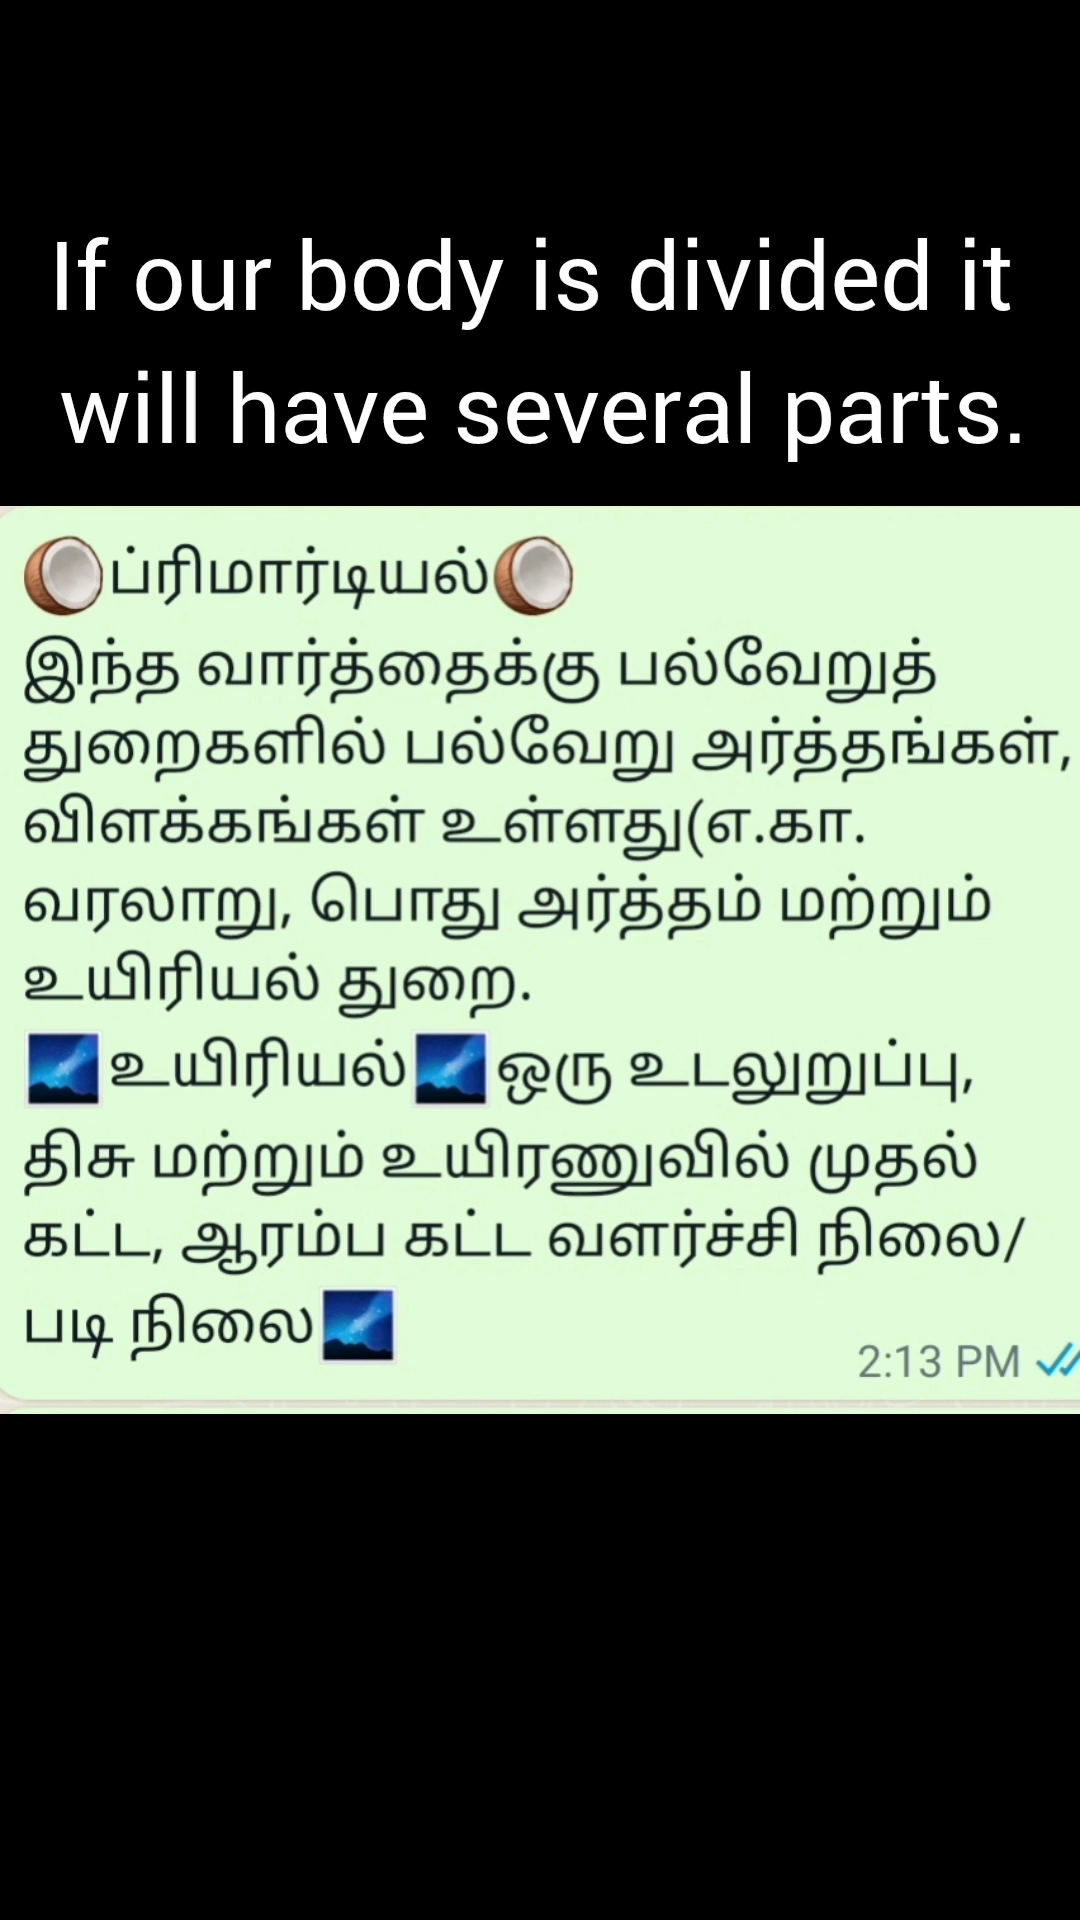 If our body is divided it
will have several parts.
🥥ப்ரிமார்டியல்🥥
இந்த வார்த்தைக்கு பல்வேறுத்
துறைகளில் பல்வேறு அர்த்தங்கள்,
விளக்கங்கள் உள்ளது(எ.கா.
வரலாறு, பொது அர்த்தம் மற்றும்
உயிரியல் துறை.
🌌உயிரியல்🌌ஒரு உடலுறுப்பு,
திசு மற்றும் உயிரணுவில் முதல்
கட்ட, ஆரம்ப கட்ட வளர்ச்சி நிலை/
படி நிலை🌌
2:13 PM